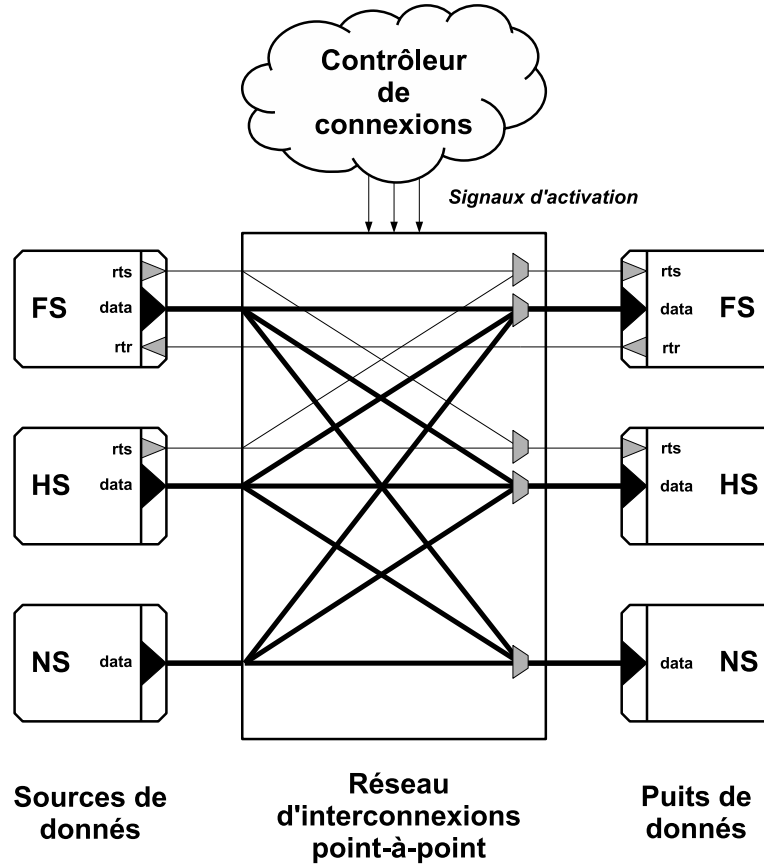 Contrôleur
de
connexions
Signaux d'activation
rts
FS
data
rtr
rts
data
FS
rtr
rts
HS
data
rts
data
HS
NS
data
data
NS
Sources de
donnés
Réseau
d'interconnexions
point-à-point
Puits de
donnés